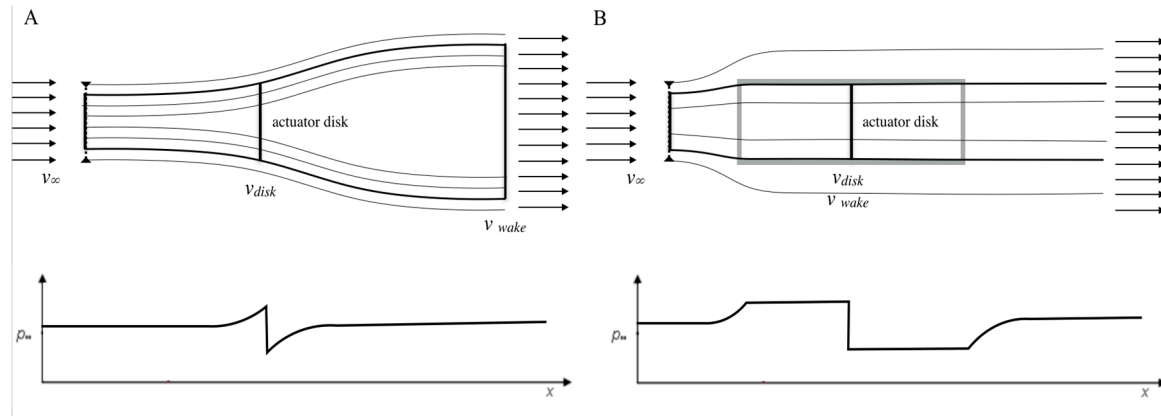 A
B
actuator disk
actuator disk
v∞
v∞
vdisk
vdisk
v wake
v wake
p∞
x
p∞
x